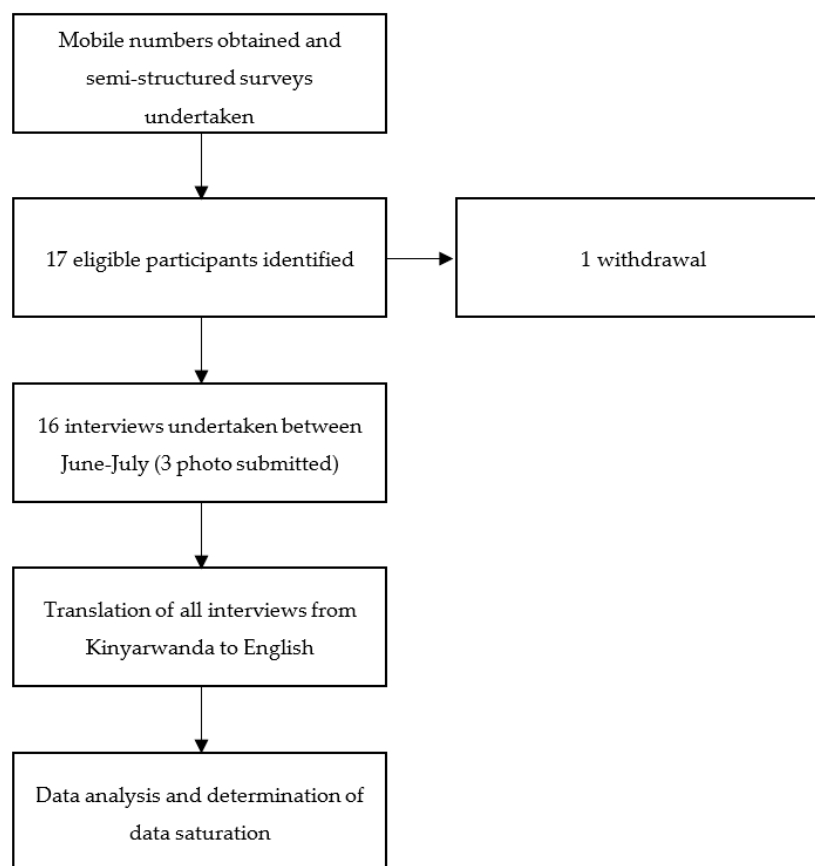 Mobile numbers obtained and
semi-structured surveys
undertaken
17 eligible participants identified
1 withdrawal
16 interviews undertaken between
June-July (3 photo submitted)
Translation of all interviews from
Kinyarwanda to English
Data analysis and determination of
data saturation